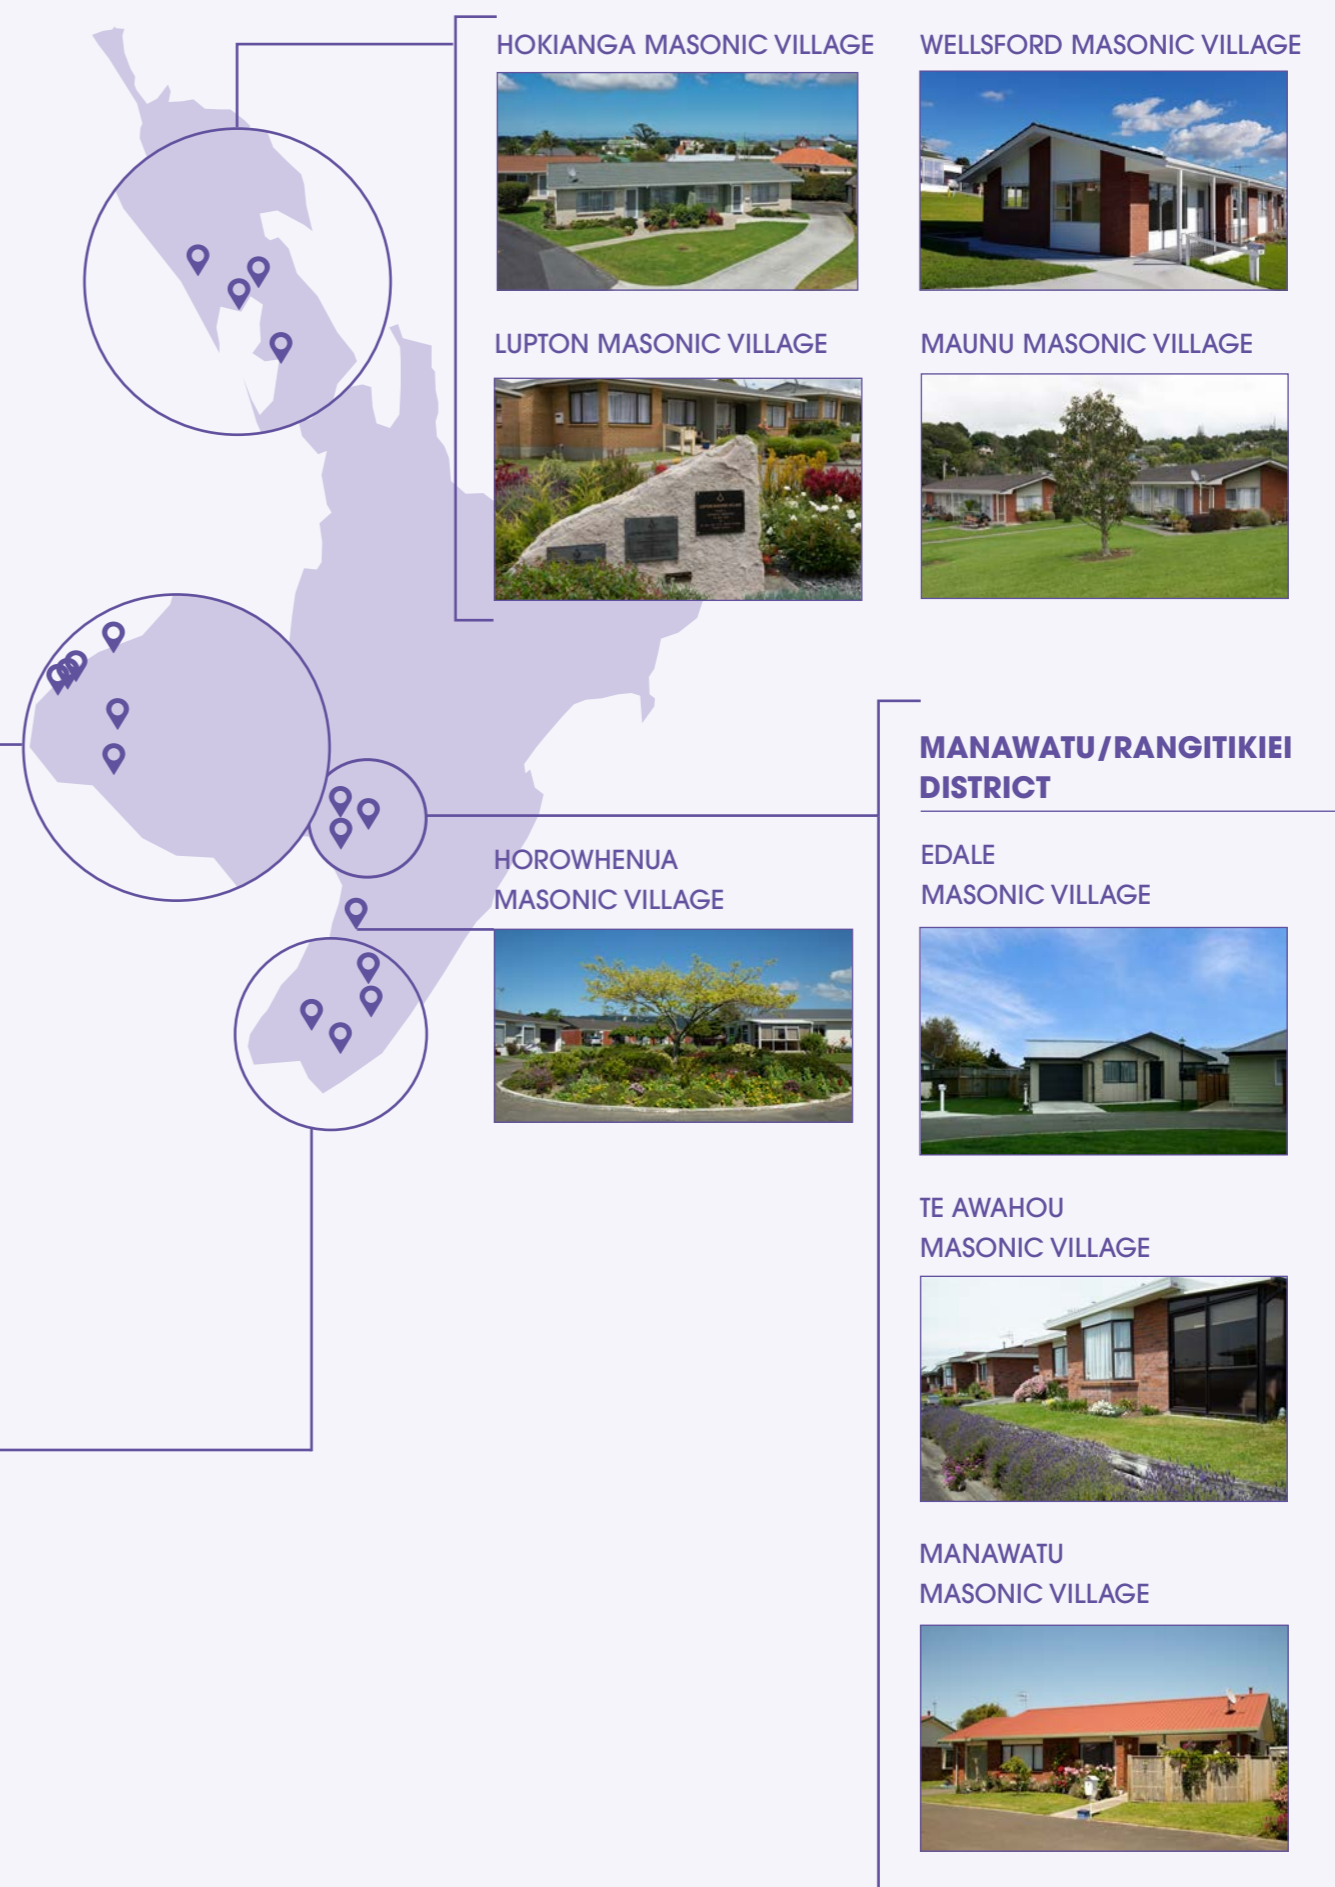 HOKIANGA MASONIC VILLAGE
WELLSFORD MASONIC VILLAGE
LUPTON MASONIC VILLAGE
MAUNU MASONIC VILLAGE
HOROWHENUA
MASONIC VILLAGE
MANAWATU/RANGITIKIEI
DISTRICT
EDALE
MASONIC VILLAGE
TE AWAHOU
MASONIC VILLAGE
MANAWATU
MASONIC VILLAGE